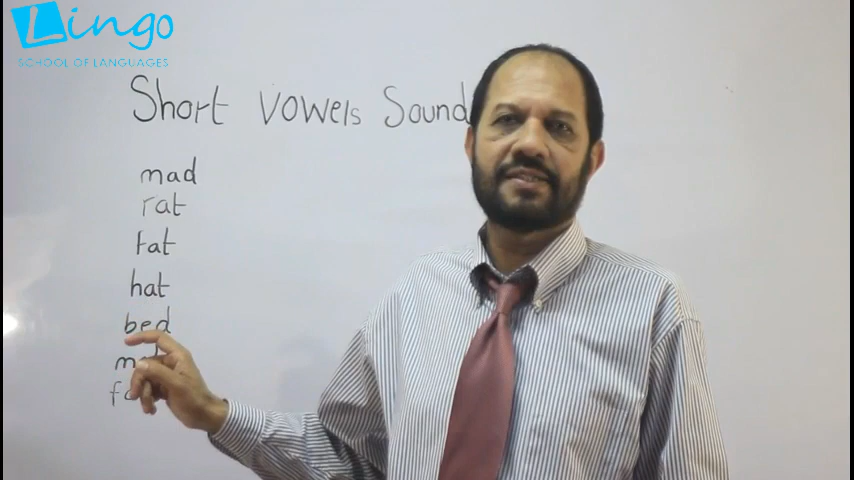 Lingo
SCHOOL OF LANGUAGES
Short vowels Sound
mad
rat
fat
hat
bed